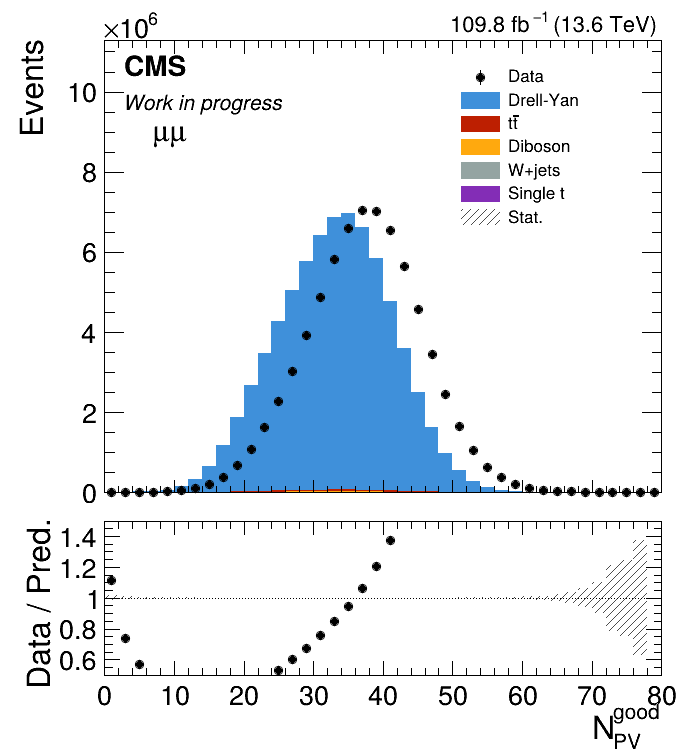 ×10⁶ 109.8 fb⁻¹ (13.6 TeV)
Events
CMS
Work in progress
μμ
Data
Drell-Yan
tt̅
Diboson
W+jets
Single t
Stat.
10
8
6
4
2
0
Data / Pred.
1.4
1.2
1
0.8
0.6
0 10 20 30 40 50 60 70 80
N_PV^good